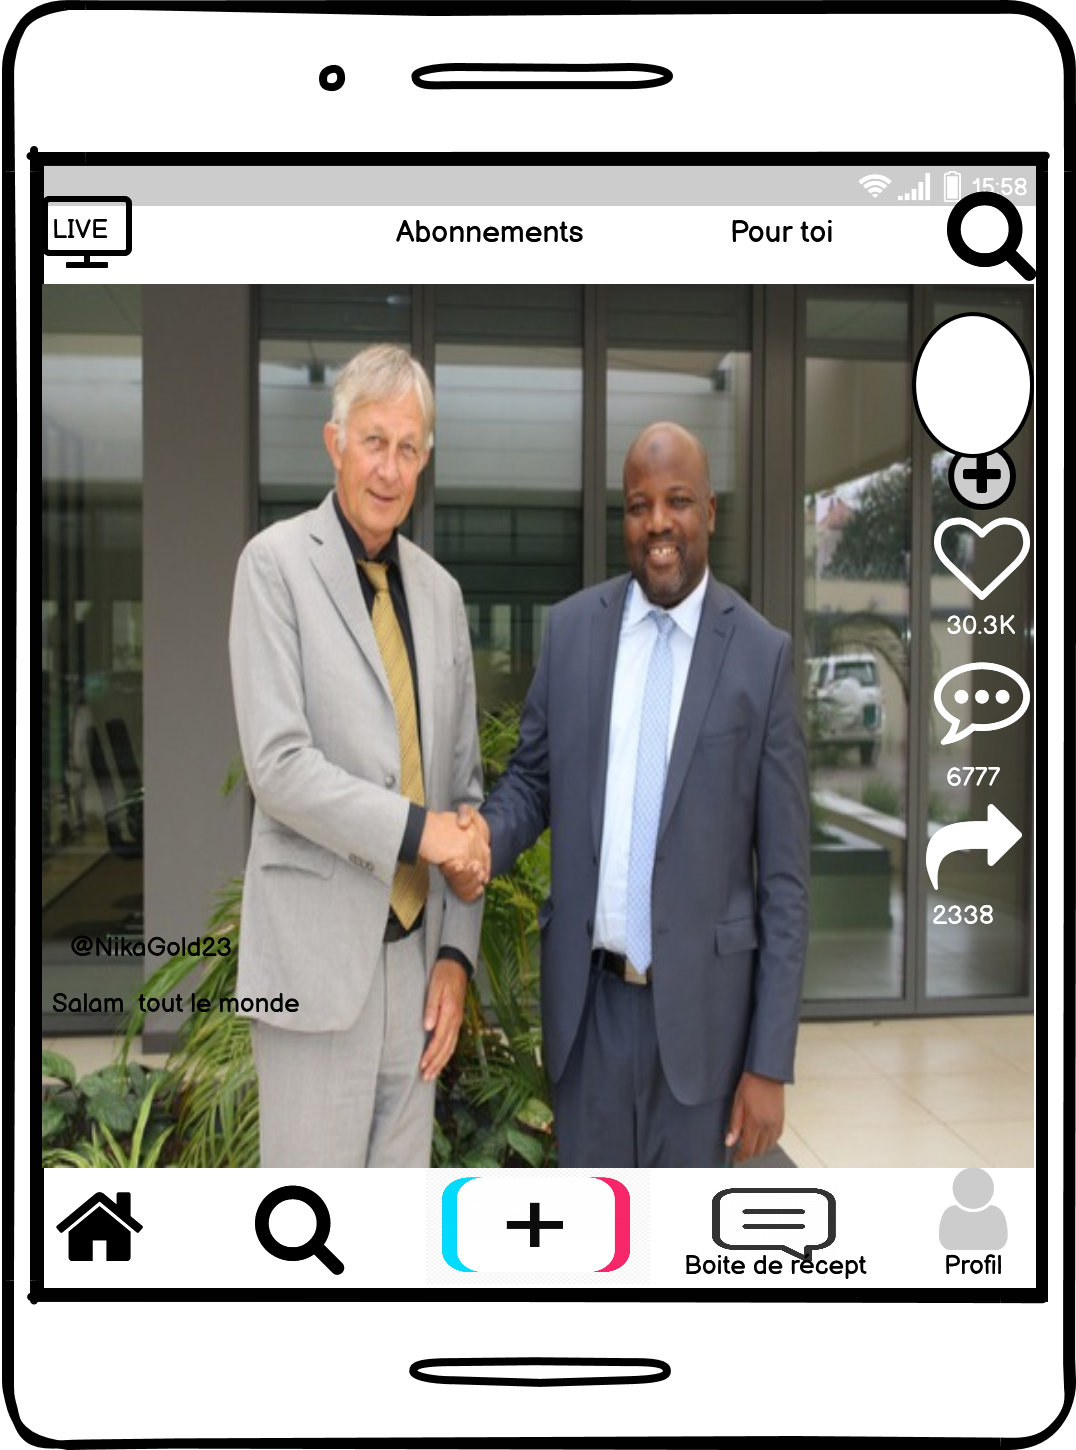 15:58
LIVE
Abonnements
Pour toi
30.3K
6777
2338
@NikaGold23
Salam tout le monde
Boite de récept
Profil